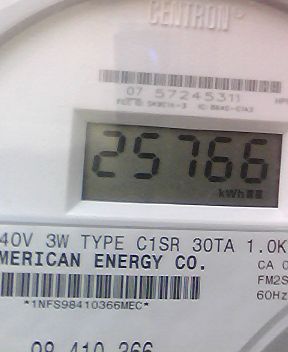 CENTRON
07 57245311
25766
kWh
40V 3W TYPE C1SR 30TA 1.0K
MERICAN ENERGY CO.
CA 0
FM2S
60Hz
*1NFS98410366MEC*
98 410 366